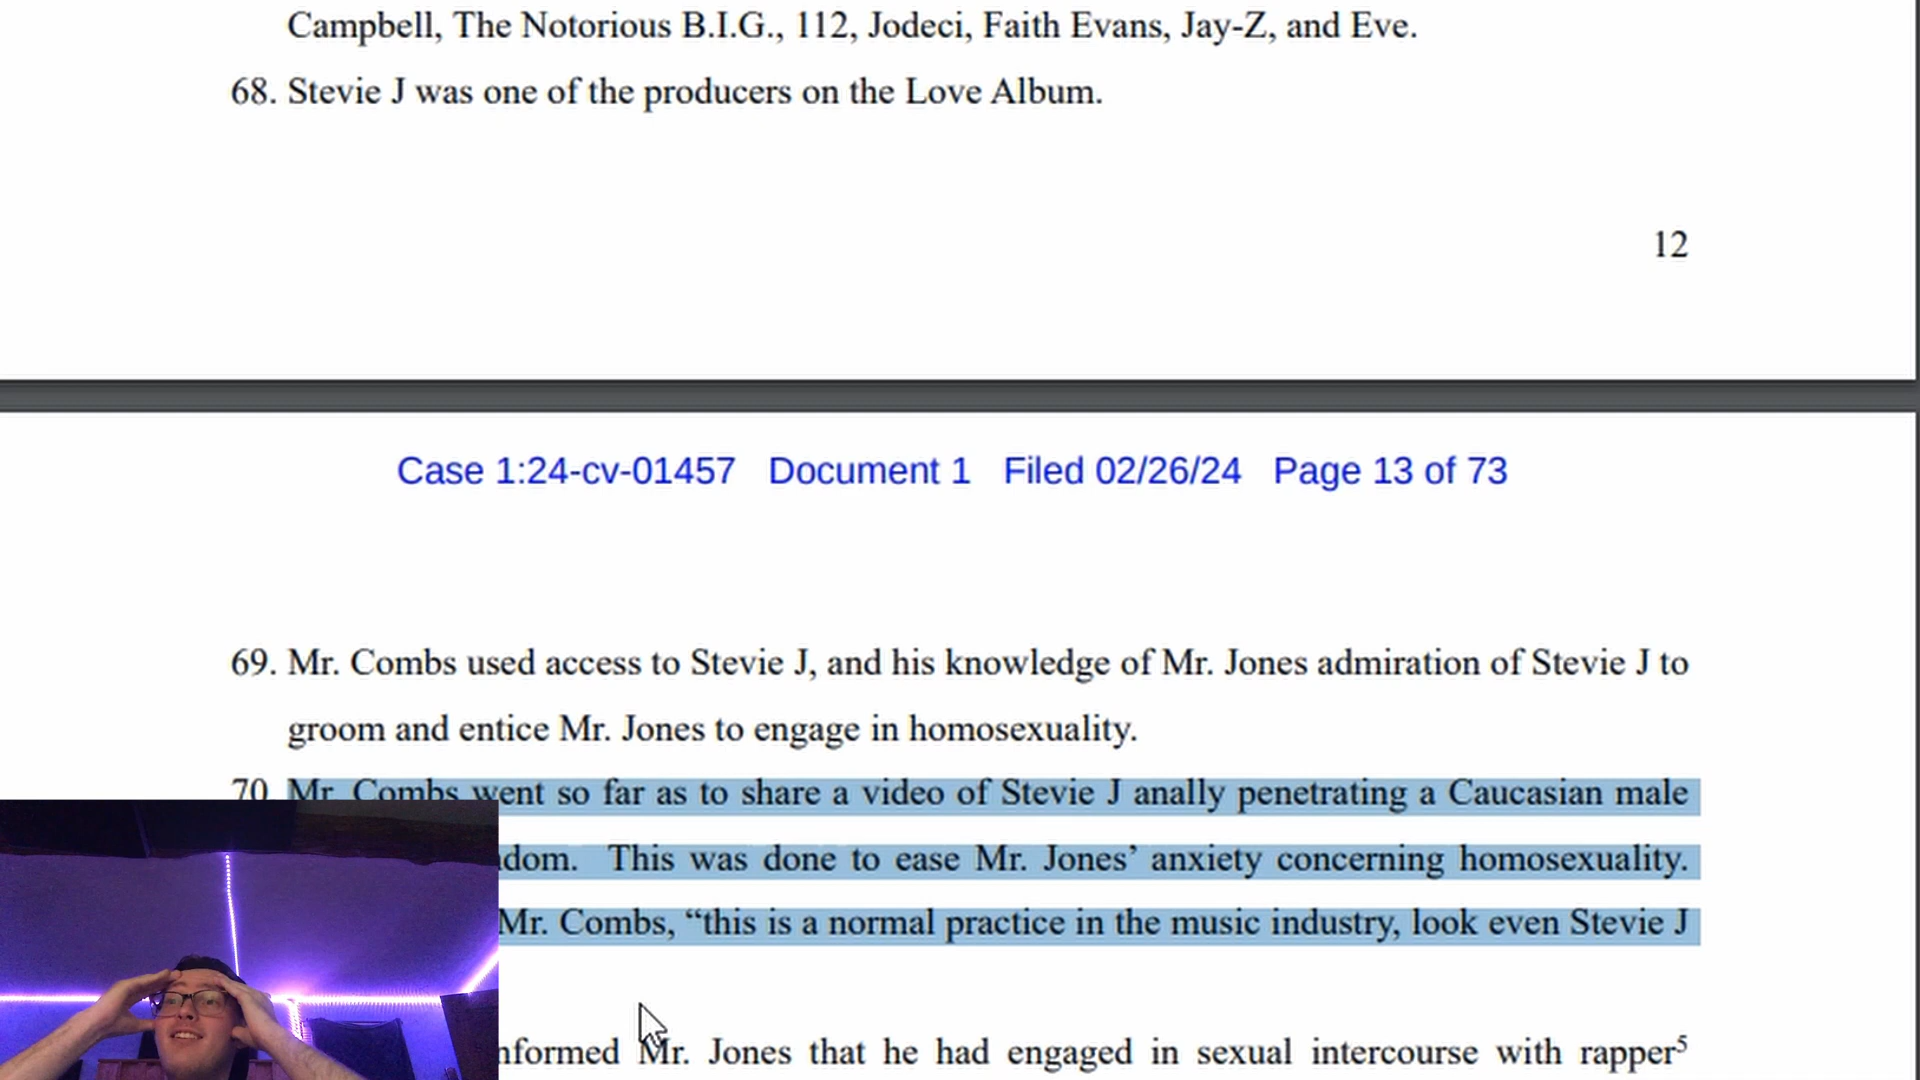 Campbell, The Notorious B.I.G., 112, Jodeci, Faith Evans, Jay-Z, and Eve.
68. Stevie J was one of the producers on the Love Album.
12
Case 1:24-cv-01457 Document 1 Filed 02/26/24 Page 13 of 73
69. Mr. Combs used access to Stevie J, and his knowledge of Mr. Jones admiration of Stevie J to
groom and entice Mr. Jones to engage in homosexuality.
70. Mr. Combs went so far as to share a video of Stevie J anally penetrating a Caucasian male
This was done to ease Mr. Jones’ anxiety concerning homosexuality.
Mr. Combs, “this is a normal practice in the music industry, look even Stevie J
Mr. Jones that he had engaged in sexual intercourse with rapper⁵